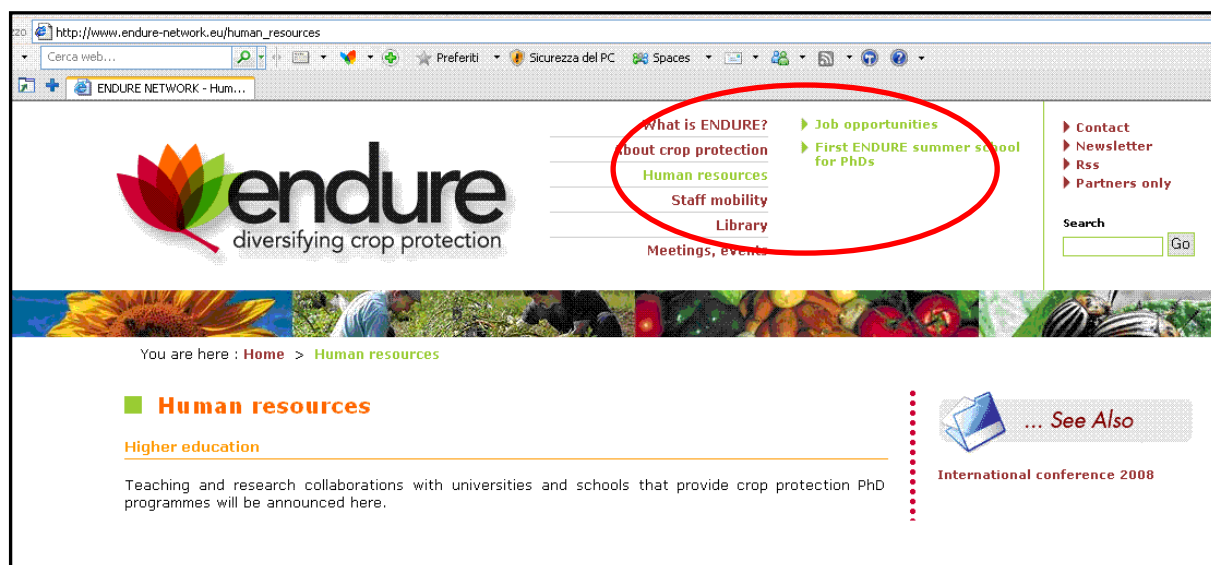 zzo http://www.endure-network.eu/human_resources
Cerca web... Preferiti Sicurezza del PC Spaces
ENDURE NETWORK - Hum...
endure
diversifying crop protection
What is ENDURE?
About crop protection
Human resources
Staff mobility
Library
Meetings, events
Job opportunities
First ENDURE summer school
for PhDs
Contact
Newsletter
Rss
Partners only
Search
Go
You are here : Home > Human resources
Human resources
Higher education
Teaching and research collaborations with universities and schools that provide crop protection PhD
programmes will be announced here.
... See Also
International conference 2008